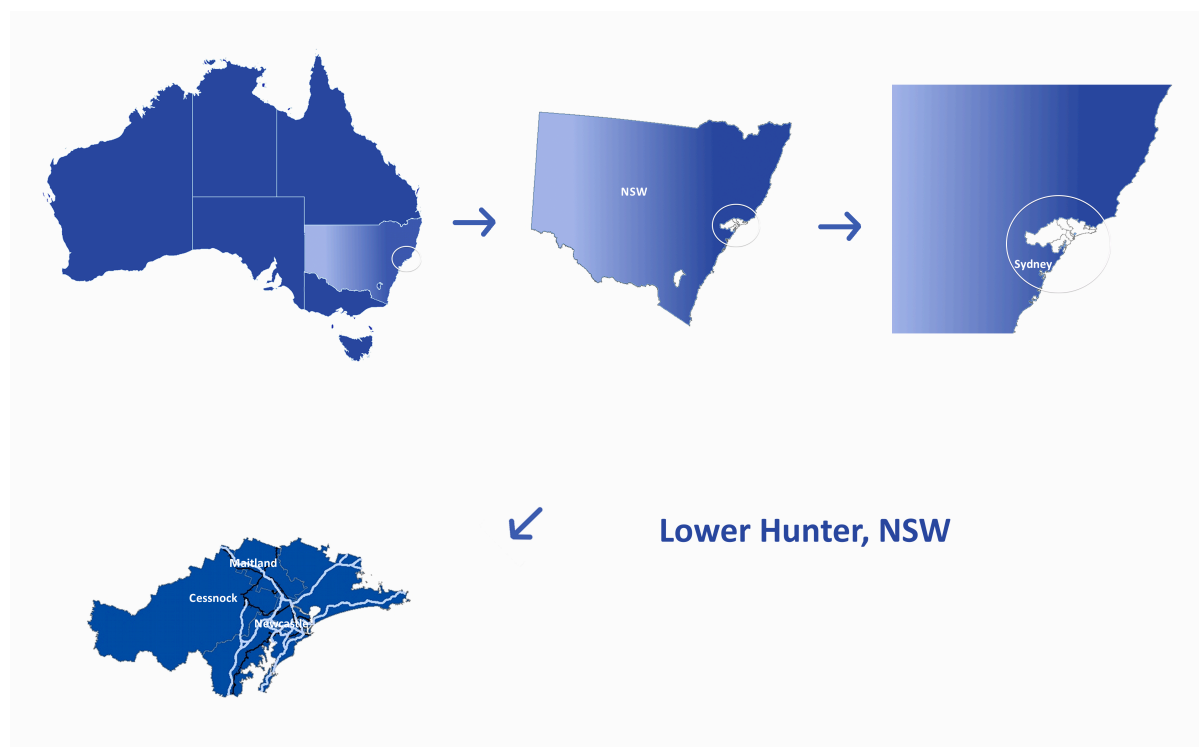 NSW
Sydney
Lower Hunter, NSW
Maitland
Cessnock
Newcastle